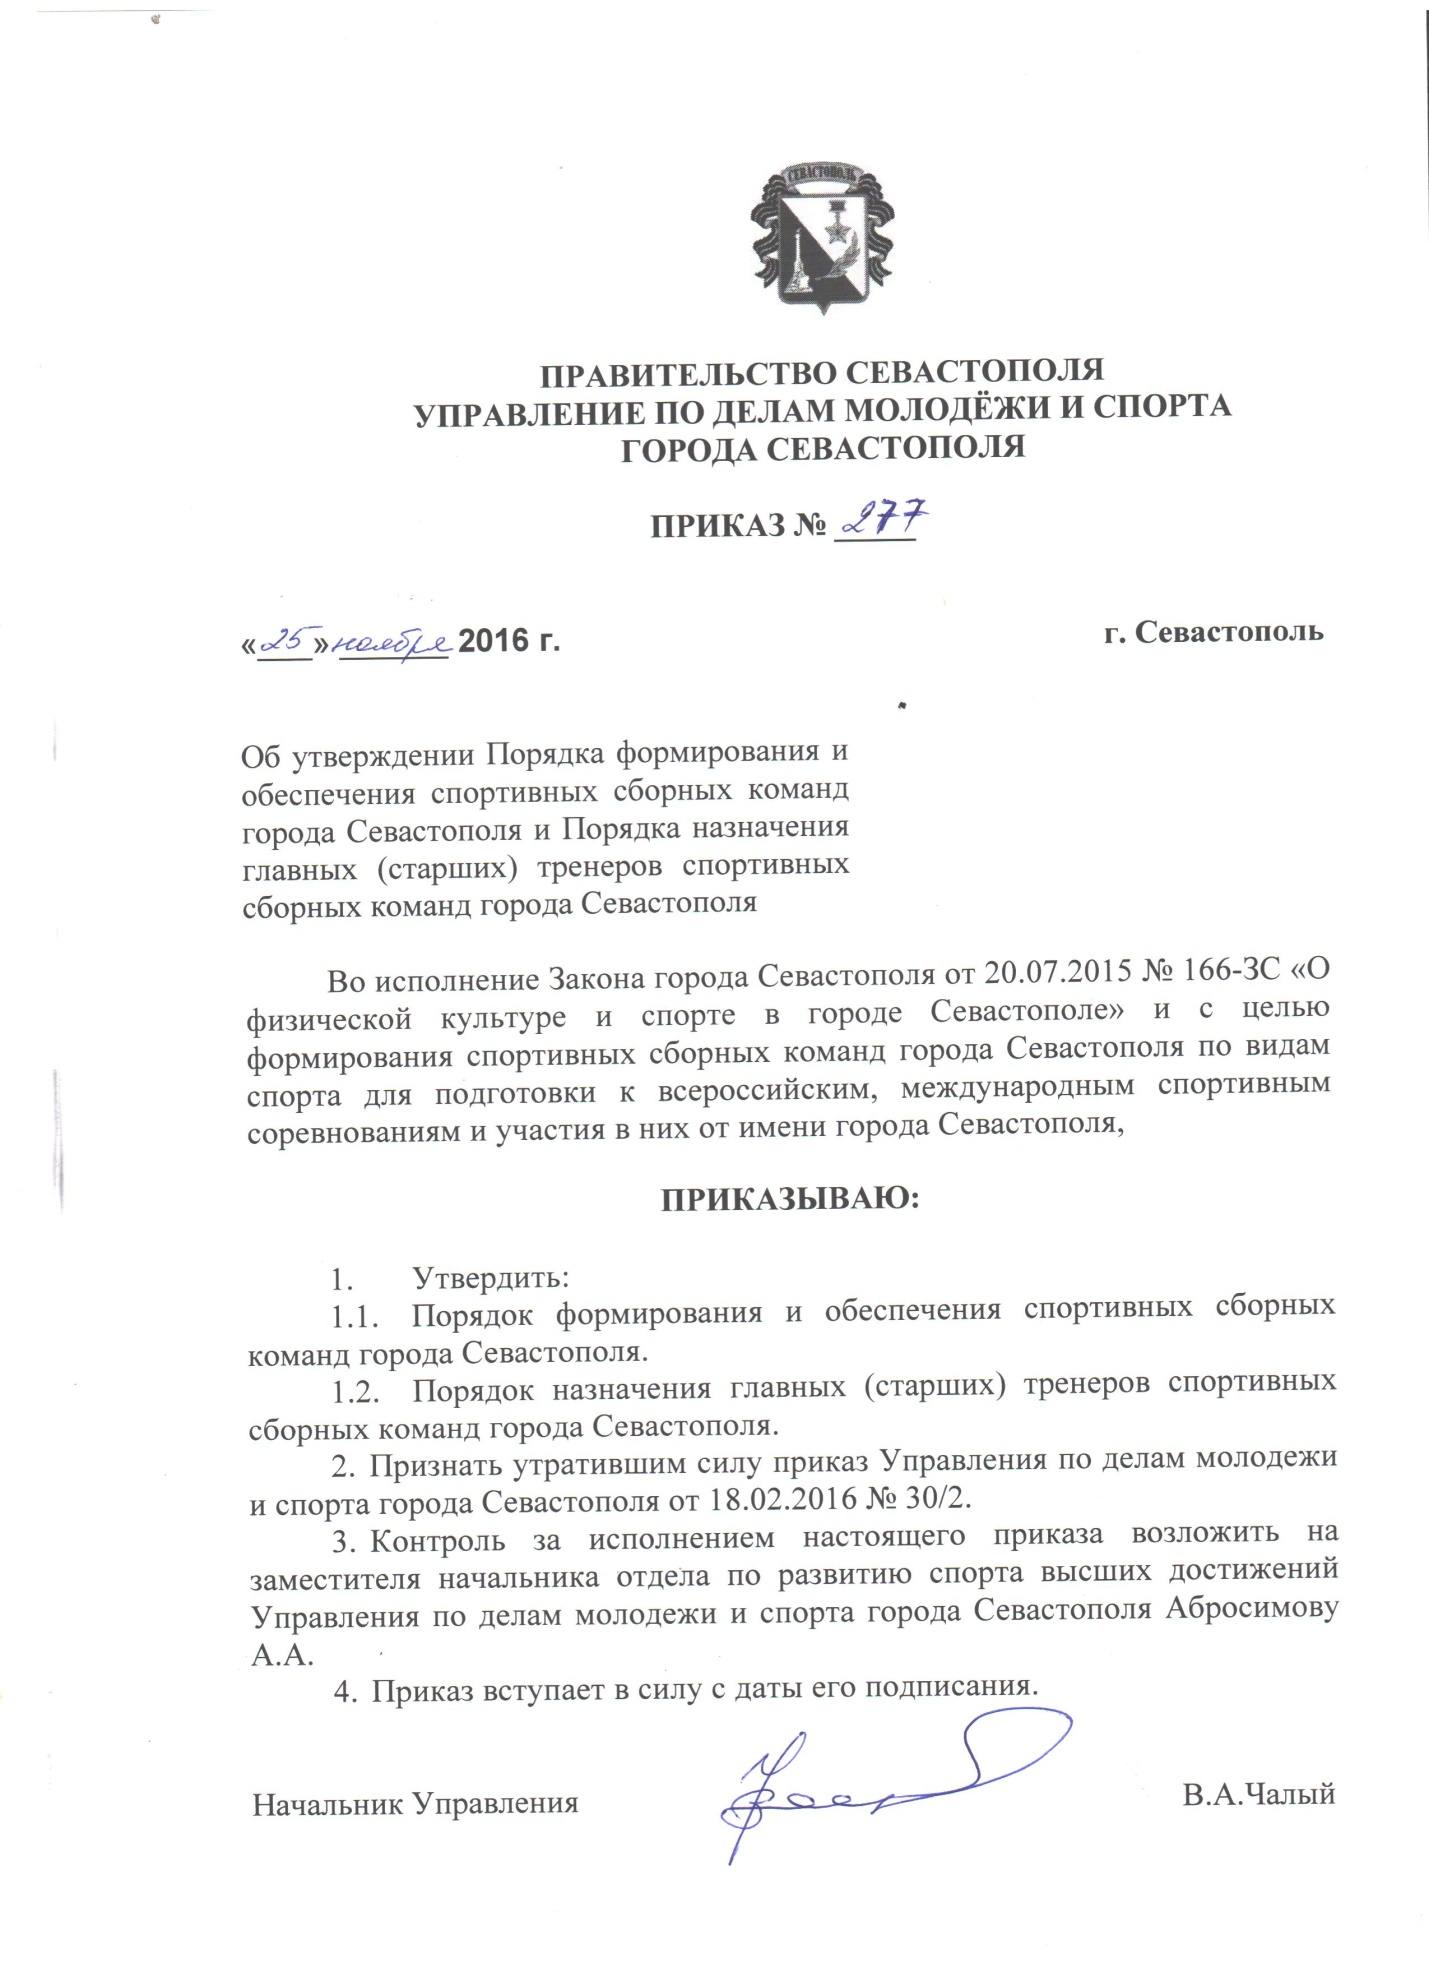 СЕВАСТОПОЛЬ
ПРАВИТЕЛЬСТВО СЕВАСТОПОЛЯ
УПРАВЛЕНИЕ ПО ДЕЛАМ МОЛОДЁЖИ И СПОРТА
ГОРОДА СЕВАСТОПОЛЯ
ПРИКАЗ № 277
«25» ноября 2016 г. г. Севастополь
Об утверждении Порядка формирования и
обеспечения спортивных сборных команд
города Севастополя и Порядка назначения
главных (старших) тренеров спортивных
сборных команд города Севастополя
Во исполнение Закона города Севастополя от 20.07.2015 № 166-ЗС «О
физической культуре и спорте в городе Севастополе» и с целью
формирования спортивных сборных команд города Севастополя по видам
спорта для подготовки к всероссийским, международным спортивным
соревнованиям и участия в них от имени города Севастополя,
ПРИКАЗЫВАЮ:
1. Утвердить:
1.1. Порядок формирования и обеспечения спортивных сборных
команд города Севастополя.
1.2. Порядок назначения главных (старших) тренеров спортивных
сборных команд города Севастополя.
2. Признать утратившим силу приказ Управления по делам молодежи
и спорта города Севастополя от 18.02.2016 № 30/2.
3. Контроль за исполнением настоящего приказа возложить на
заместителя начальника отдела по развитию спорта высших достижений
Управления по делам молодежи и спорта города Севастополя Абросимову
А.А.
4. Приказ вступает в силу с даты его подписания.
Начальник Управления В.А.Чалый